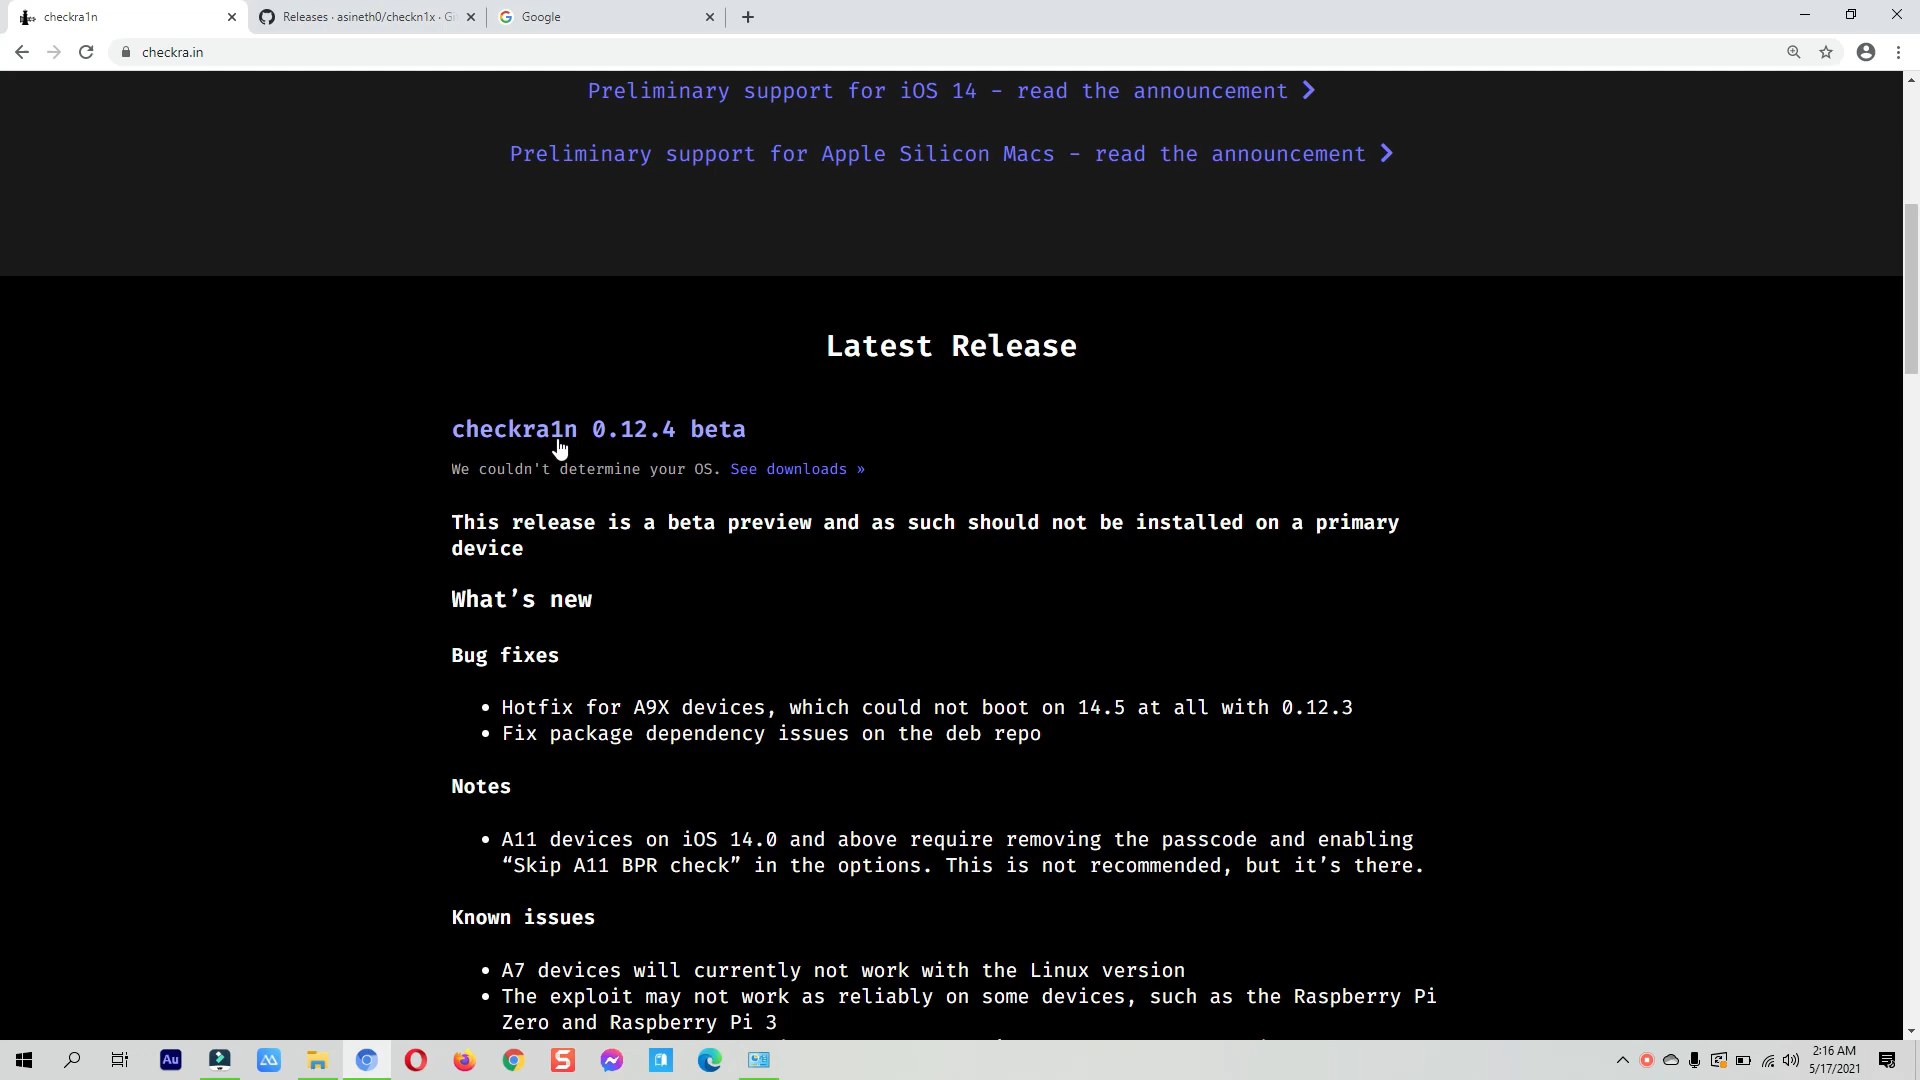 checkra1n
Releases · asineth0/checkn1x · Gi
Google
checkra.in
Preliminary support for iOS 14 - read the announcement
Preliminary support for Apple Silicon Macs - read the announcement
Latest Release
checkra1n 0.12.4 beta
We couldn't determine your OS. See downloads »
This release is a beta preview and as such should not be installed on a primary
device
What’s new
Bug fixes
• Hotfix for A9X devices, which could not boot on 14.5 at all with 0.12.3
• Fix package dependency issues on the deb repo
Notes
• A11 devices on iOS 14.0 and above require removing the passcode and enabling
“Skip A11 BPR check” in the options. This is not recommended, but it’s there.
Known issues
• A7 devices will currently not work with the Linux version
• The exploit may not work as reliably on some devices, such as the Raspberry Pi
Zero and Raspberry Pi 3
Au
S
2:16 AM
5/17/2021